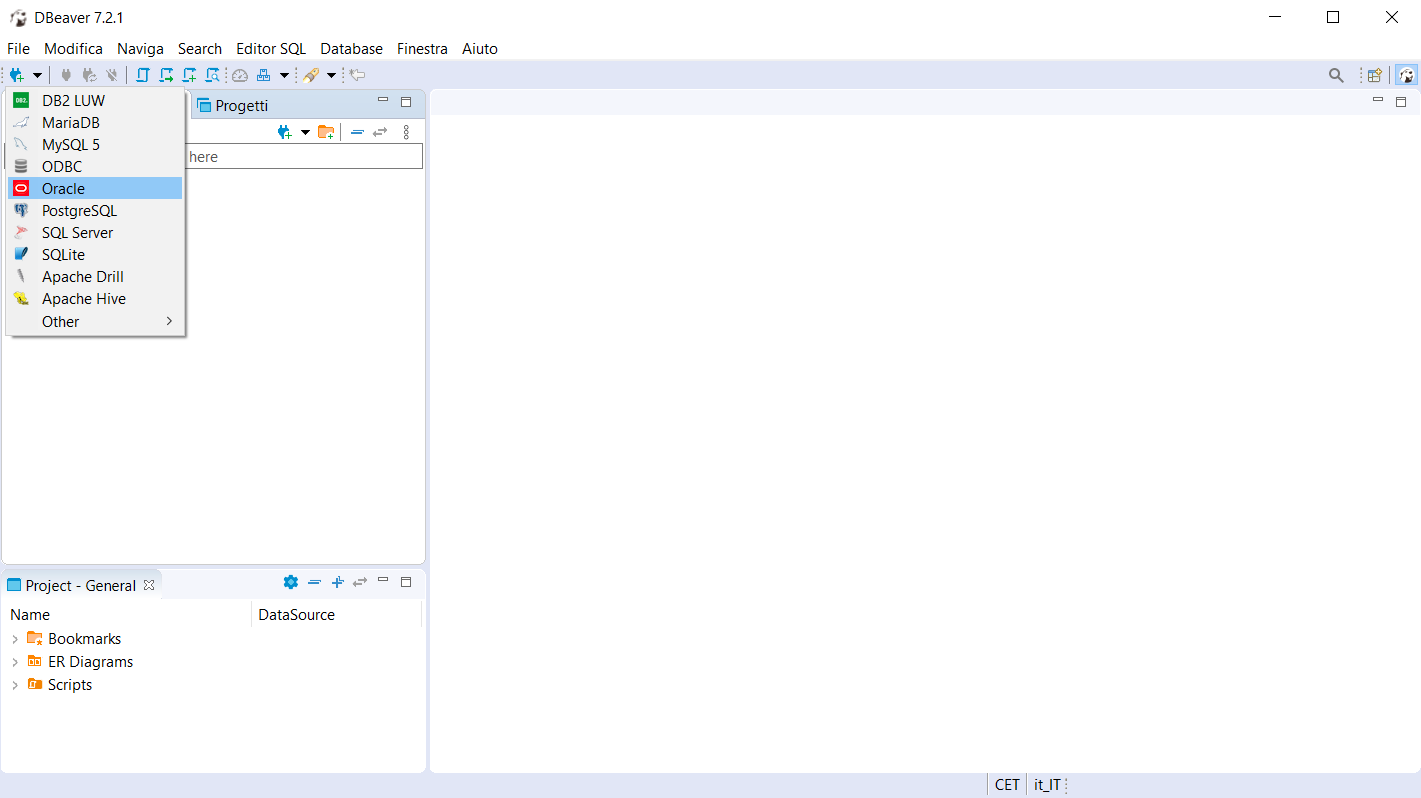 DBeaver 7.2.1
File Modifica Naviga Search Editor SQL Database Finestra Aiuto
DB2 LUW
MariaDB
MySQL 5
ODBC
Oracle
PostgreSQL
SQL Server
SQLite
Apache Drill
Apache Hive
Other
Progetti
here
Project - General
Name DataSource
Bookmarks
ER Diagrams
Scripts
CET it_IT